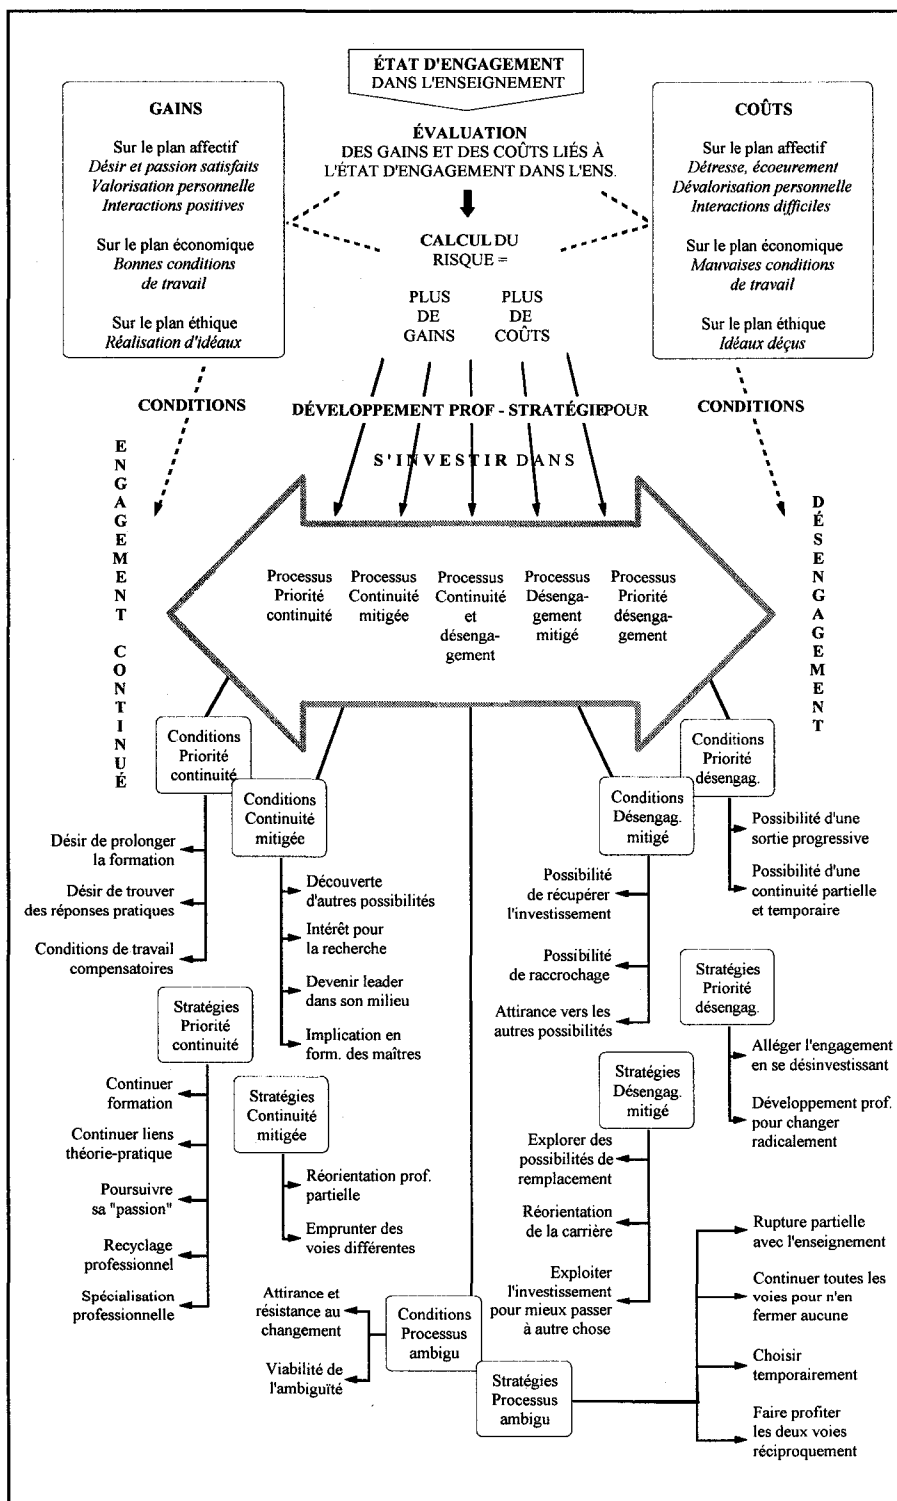 ÉTAT D'ENGAGEMENT
DANS L'ENSEIGNEMENT
GAINS
Sur le plan affectif
Désir et passion satisfaits
Valorisation personnelle
Interactions positives
Sur le plan économique
Bonnes conditions
de travail
Sur le plan éthique
Réalisation d'idéaux
ÉVALUATION
DES GAINS ET DES COÛTS LIÉS À
L'ÉTAT D'ENGAGEMENT DANS L'ENS.
CALCUL DU
RISQUE =
PLUS
DE
GAINS
PLUS
DE
COÛTS
COÛTS
Sur le plan affectif
Détresse, écoeurement
Dévalorisation personnelle
Interactions difficiles
Sur le plan économique
Mauvaises conditions
de travail
Sur le plan éthique
Idéaux déçus
CONDITIONS
DÉVELOPPEMENT PROF - STRATÉGIE POUR
CONDITIONS
S'INVESTIR DANS
ENGAGEMENT CONTINUÉ
DÉSENGAGEMENT
Processus
Priorité
continuité
Processus
Continuité
mitigée
Processus
Continuité
et
désenga-
gement
Processus
Désenga-
gement
mitigé
Processus
Priorité
désenga-
gement
Conditions
Priorité
continuité
Désir de prolonger
la formation
Désir de trouver
des réponses pratiques
Conditions de travail
compensatoires
Conditions
Continuité
mitigée
Découverte
d'autres possibilités
Intérêt pour
la recherche
Devenir leader
dans son milieu
Implication en
form. des maîtres
Conditions
Désengag.
mitigé
Possibilité
de récupérer
l'investissement
Possibilité
de raccrochage
Attirance vers les
autres possibilités
Conditions
Priorité
désengag.
Possibilité d'une
sortie progressive
Possibilité d'une
continuité partielle
et temporaire
Stratégies
Priorité
continuité
Continuer
formation
Continuer liens
théorie-pratique
Poursuivre
sa "passion"
Recyclage
professionnel
Spécialisation
professionnelle
Stratégies
Continuité
mitigée
Réorientation prof.
partielle
Emprunter des
voies différentes
Stratégies
Désengag.
mitigé
Explorer des
possibilités de
remplacement
Réorientation
de la carrière
Exploiter
l'investissement
pour mieux passer
à autre chose
Stratégies
Priorité
désengag.
Alléger l'engagement
en se désinvestissant
Développement prof.
pour changer
radicalement
Attirance et
résistance au
changement
Viabilité de
l'ambiguïté
Conditions
Processus
ambigu
Stratégies
Processus
ambigu
Rupture partielle
avec l'enseignement
Continuer toutes les
voies pour n'en
fermer aucune
Choisir
temporairement
Faire profiter
les deux voies
réciproquement